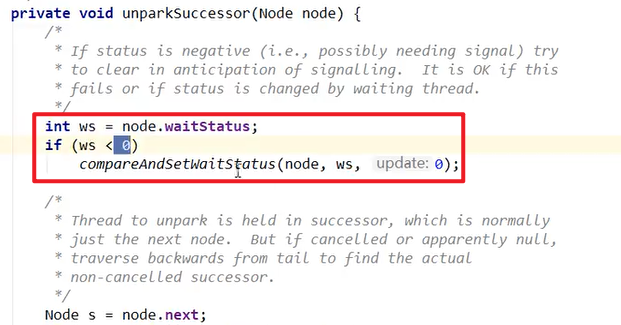 private void unparkSuccessor(Node node) {
/*
* If status is negative (i.e., possibly needing signal) try
* to clear in anticipation of signalling.  It is OK if this
* fails or if status is changed by waiting thread.
*/
int ws = node.waitStatus;
if (ws < 0)
compareAndSetWaitStatus(node, ws, update: 0);
/*
* Thread to unpark is held in successor, which is normally
* just the next node.  But if cancelled or apparently null,
* traverse backwards from tail to find the actual
* non-cancelled successor.
*/
Node s = node.next;